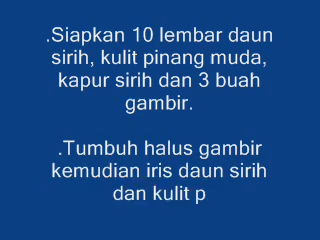 .Siapkan 10 lembar daun
sirih, kulit pinang muda,
kapur sirih dan 3 buah
gambir.
.Tumbuh halus gambir
kemudian iris daun sirih
dan kulit p